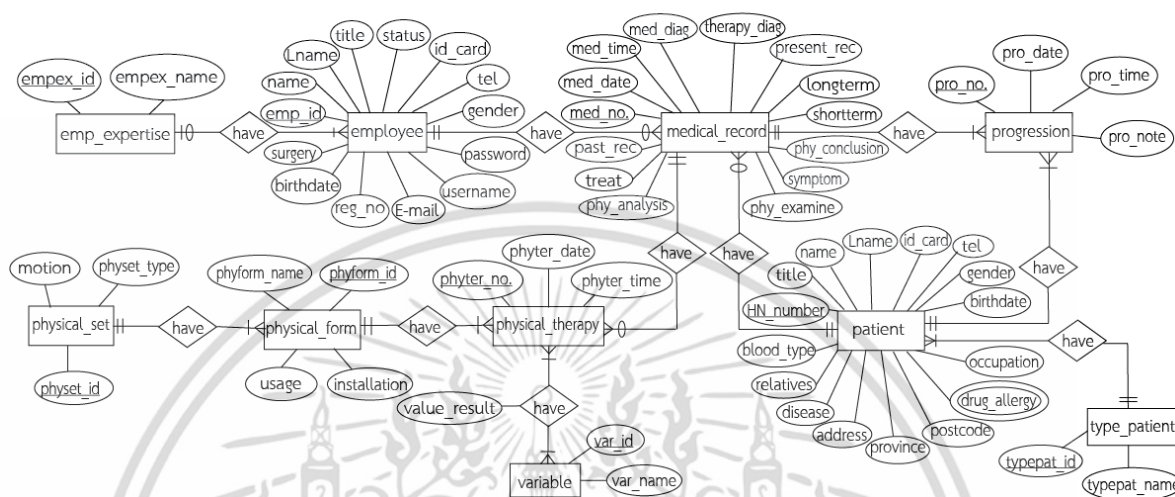 title
status
med_diag
therapy_diag
Lname
id_card
med_time
present_rec
pro_date
empex_id
empex_name
name
tel
med_date
longterm
pro_no.
pro_time
emp_id
gender
med_no.
shortterm
emp_expertise
have
employee
have
medical_record
have
progression
pro_note
surgery
password
past_rec
phy_conclusion
birthdate
username
treat
symptom
reg_no
E-mail
phy_analysis
phy_examine
motion
physet_type
phyform_name
phyform_id
phyter_date
phyter_no.
phyter_time
have
have
have
name
Lname
id_card
tel
title
gender
birthdate
HN_number
physical_set
have
physical_form
have
physical_therapy
patient
have
blood_type
occupation
physet_id
usage
installation
relatives
drug_allergy
value_result
have
disease
postcode
address
province
type_patient
var_id
typepat_id
variable
var_name
typepat_name